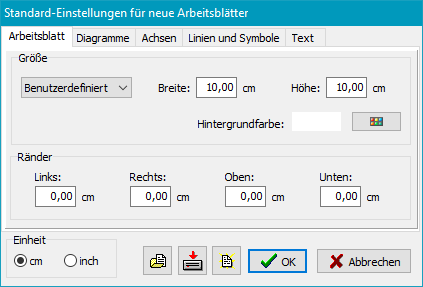 Standard-Einstellungen für neue Arbeitsblätter
Arbeitsblatt Diagramme Achsen Linien und Symbole Text
Größe
Benutzerdefiniert Breite: 10,00 cm Höhe: 10,00 cm
Hintergrundfarbe:
Ränder
Links: Rechts: Oben: Unten:
0,00 cm 0,00 cm 0,00 cm 0,00 cm
Einheit
cm inch OK Abbrechen